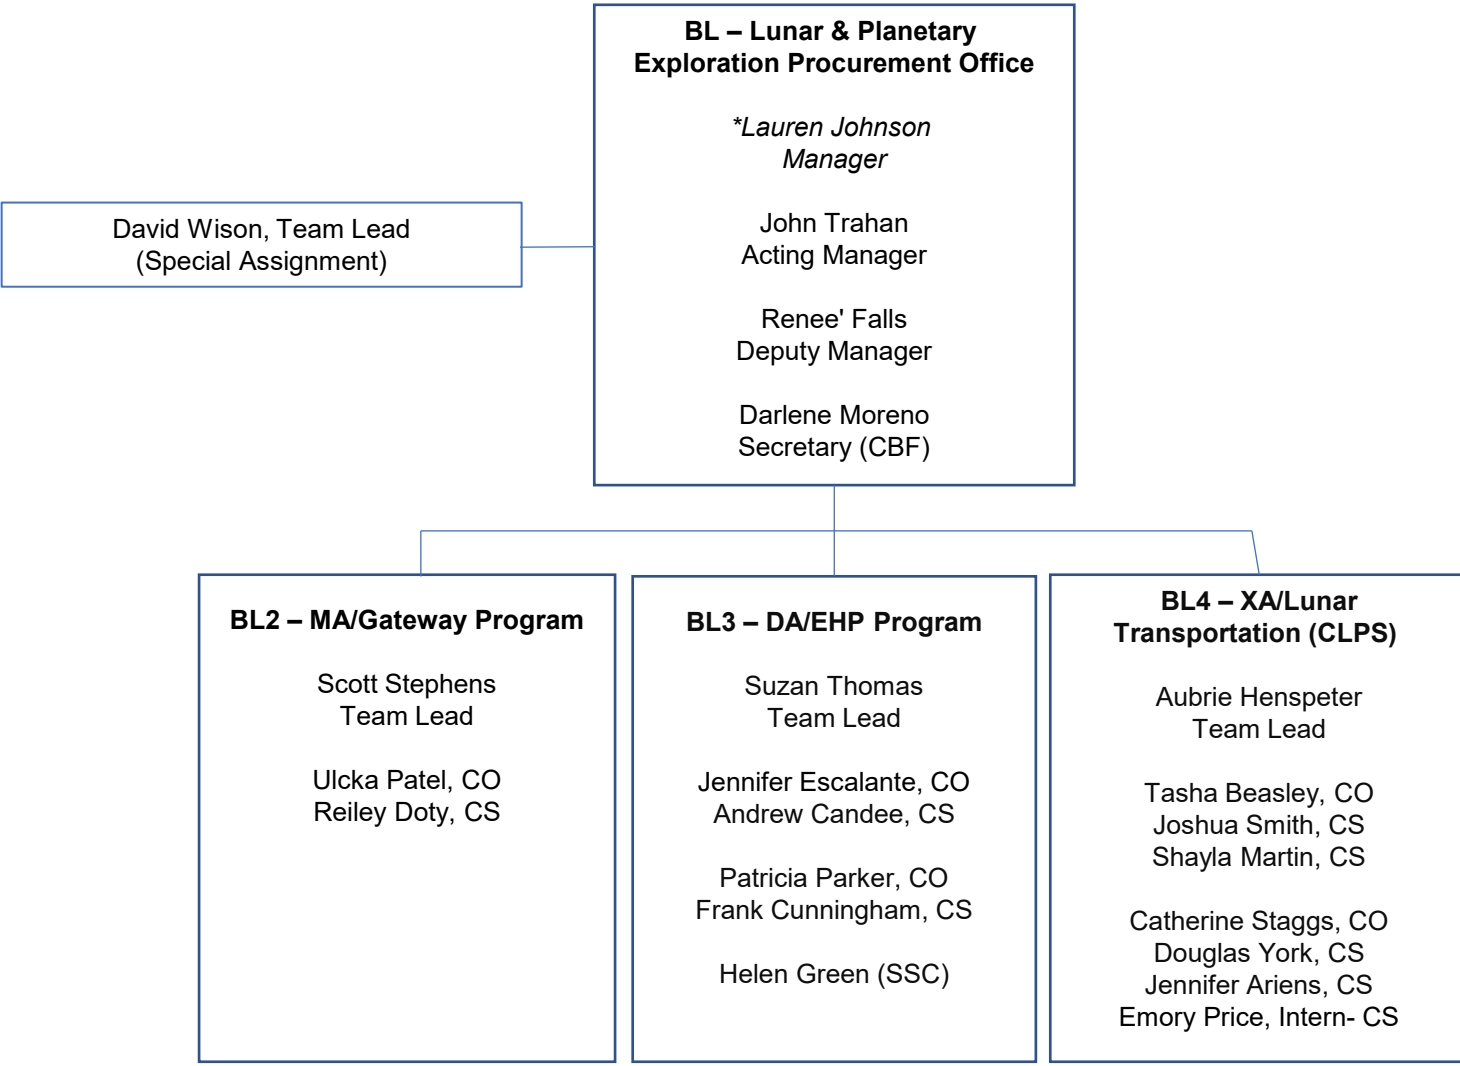 BL – Lunar & Planetary
Exploration Procurement Office
*Lauren Johnson
Manager
John Trahan
Acting Manager
Renee' Falls
Deputy Manager
Darlene Moreno
Secretary (CBF)
David Wison, Team Lead
(Special Assignment)
BL2 – MA/Gateway Program
Scott Stephens
Team Lead
Ulcka Patel, CO
Reiley Doty, CS
BL3 – DA/EHP Program
Suzan Thomas
Team Lead
Jennifer Escalante, CO
Andrew Candee, CS
Patricia Parker, CO
Frank Cunningham, CS
Helen Green (SSC)
BL4 – XA/Lunar
Transportation (CLPS)
Aubrie Henspeter
Team Lead
Tasha Beasley, CO
Joshua Smith, CS
Shayla Martin, CS
Catherine Staggs, CO
Douglas York, CS
Jennifer Ariens, CS
Emory Price, Intern- CS